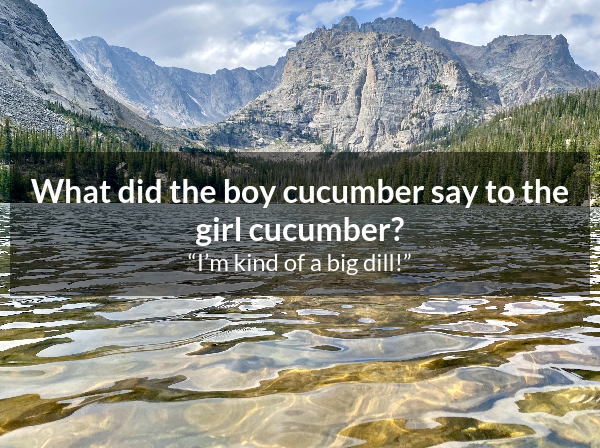 What did the boy cucumber say to the
girl cucumber?
“I’m kind of a big dill!”